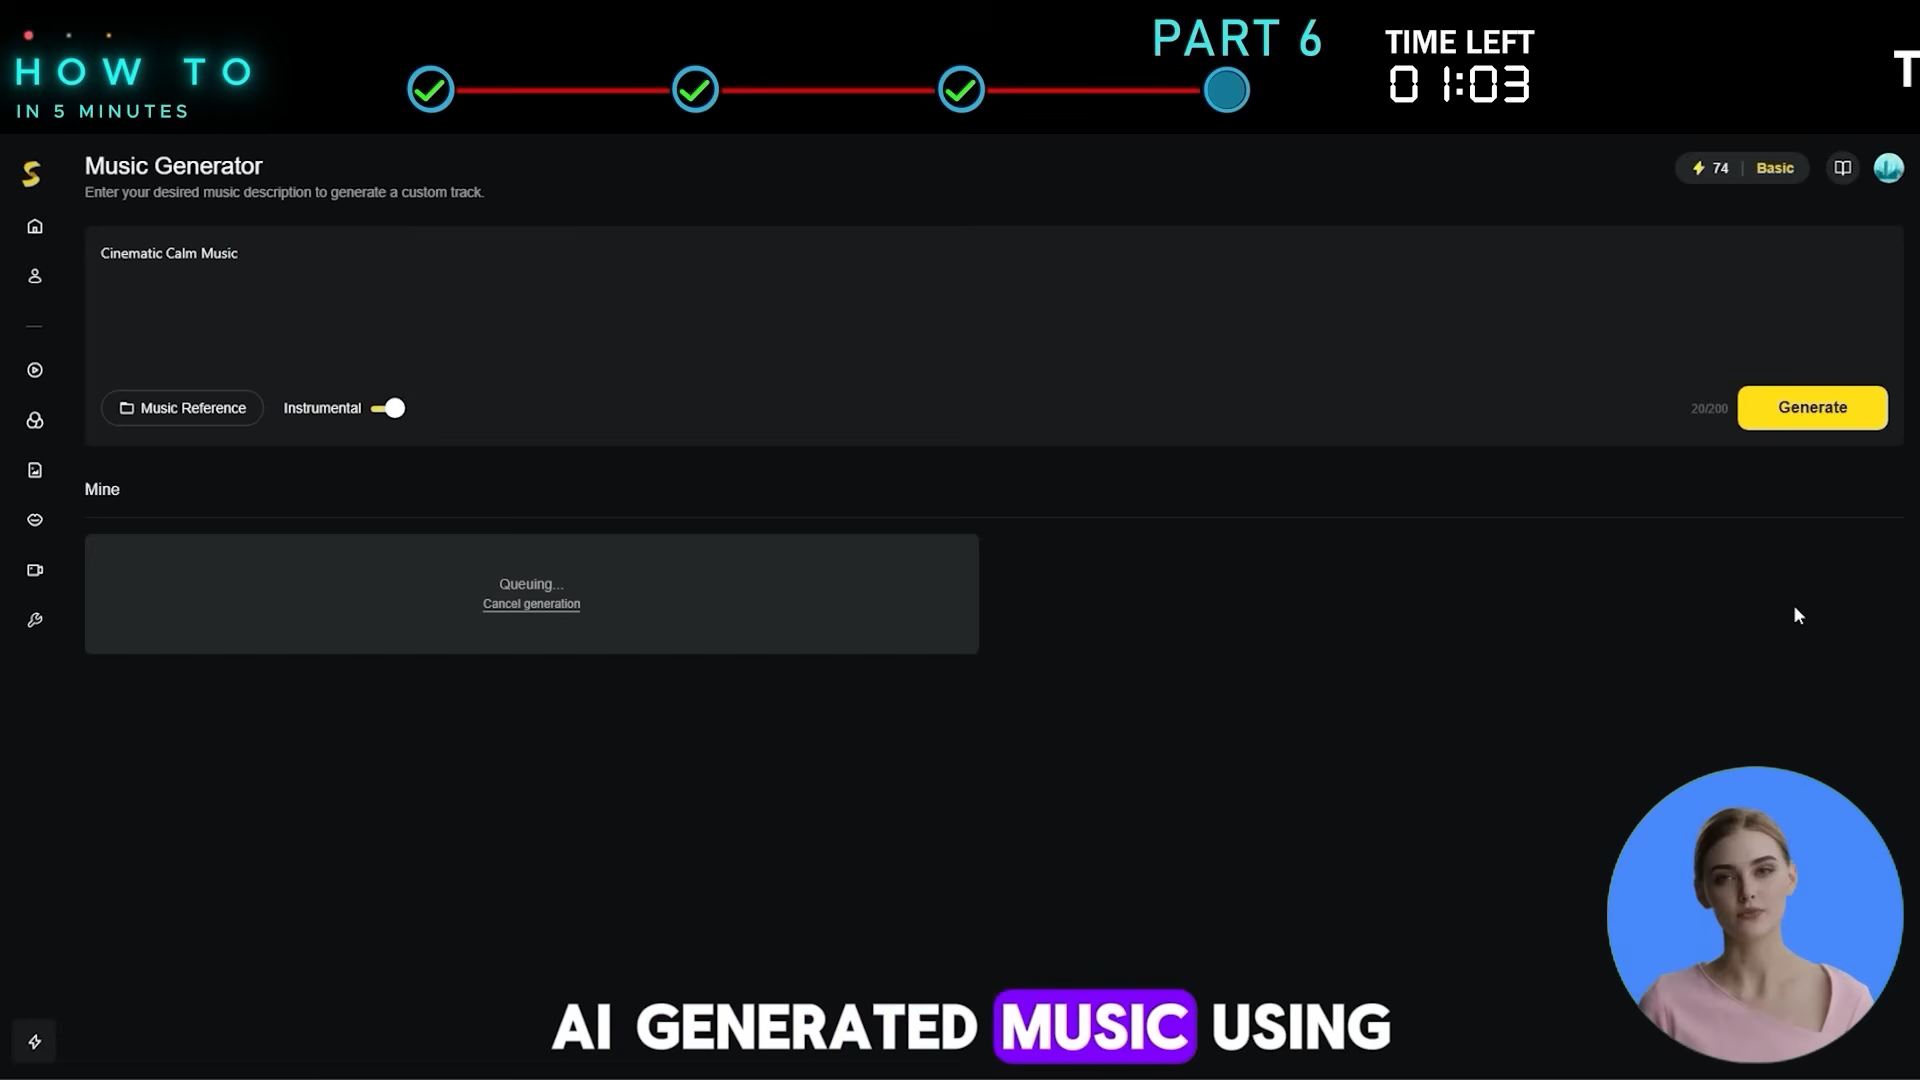 PART 6
HOW TO
IN 5 MINUTES
TIME LEFT
01:03
T
Music Generator
Enter your desired music description to generate a custom track.
74 | Basic
Cinematic Calm Music
Music Reference
Instrumental
20/200
Generate
Mine
Queuing...
Cancel generation
AI GENERATED MUSIC USING